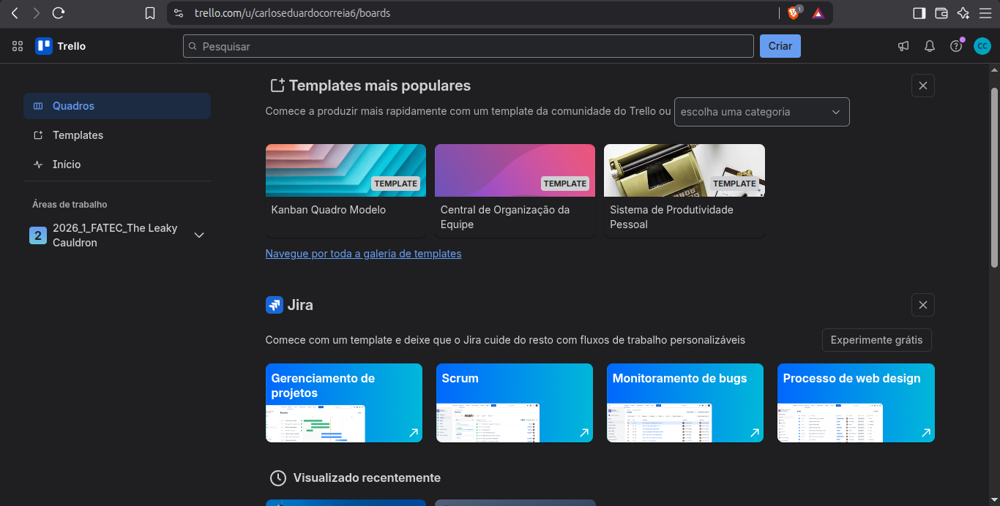 trello.com/u/carloseduardocorreia6/boards
1
Trello
Pesquisar
Criar
CC
Quadros
Templates
Início
Áreas de trabalho
2
2026_1_FATEC_The Leaky
Cauldron
Templates mais populares
Comece a produzir mais rapidamente com um template da comunidade do Trello ou
escolha uma categoria
TEMPLATE
TEMPLATE
TEMPLATE
Kanban Quadro Modelo
Central de Organização da
Equipe
Sistema de Produtividade
Pessoal
Navegue por toda a galeria de templates
Jira
Comece com um template e deixe que o Jira cuide do resto com fluxos de trabalho personalizáveis
Experimente grátis
Gerenciamento de
projetos
Scrum
Monitoramento de bugs
Processo de web design
Visualizado recentemente